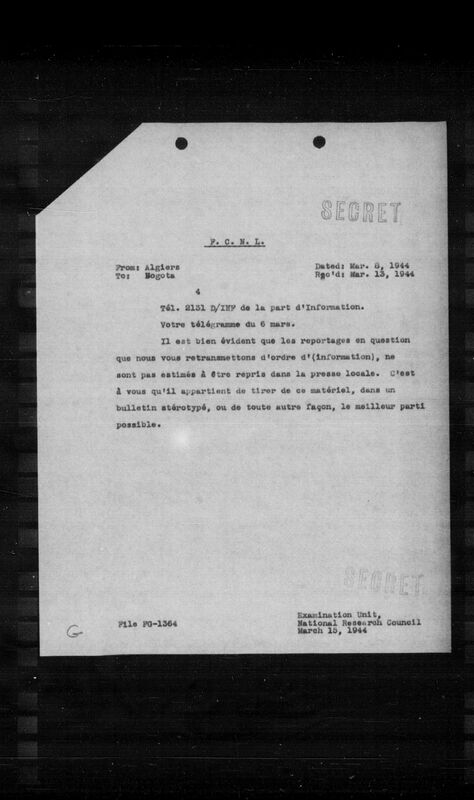 SECRET
F. C. N. L.
From: Algiers
To: Bogota
Dated: Mar. 8, 1944
Rec'd: Mar. 13, 1944
4
Tél. 2131 D/INF de la part d'Information.
Votre télégramme du 6 mars.
Il est bien évident que les reportages en question
que nous vous retransmettons d'ordre d'(information), ne
sont pas estimés à être repris dans la presse locale. C'est
à vous qu'il appartient de tirer de ce matériel, dans un
bulletin stérotypé, ou de toute autre façon, le meilleur parti
possible.
SECRET
G
File FG-1364
Examination Unit,
National Research Council
March 15, 1944